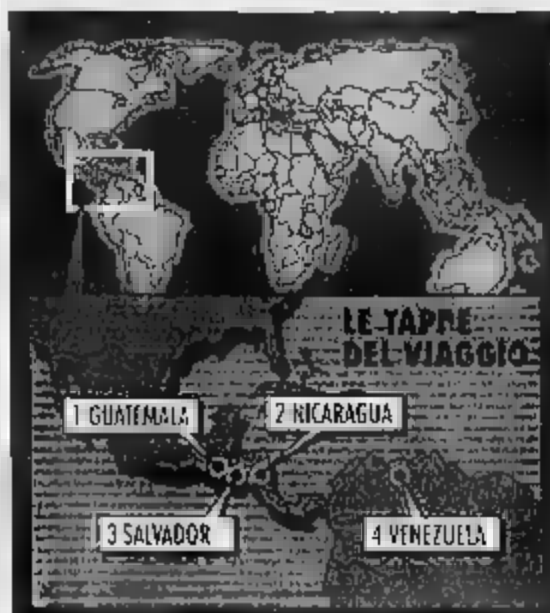 LE TAPPE
DEL VIAGGIO
1 GUATEMALA
2 NICARAGUA
3 SALVADOR
4 VENEZUELA